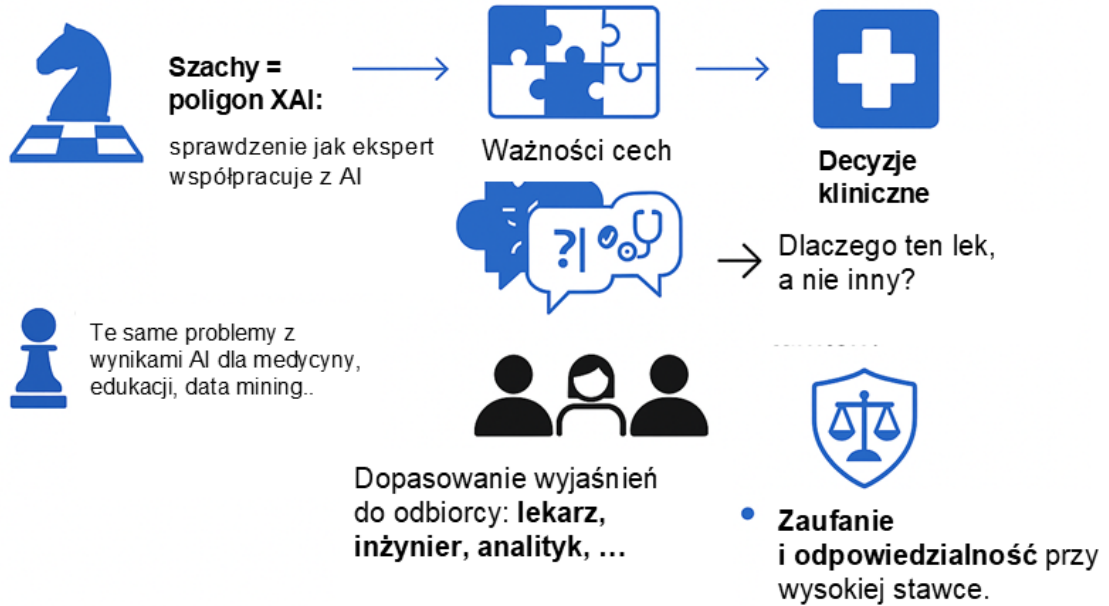 Szachy =
poligon XAI:
sprawdzenie jak ekspert
współpracuje z AI
Ważności cech
Decyzje
kliniczne
?|
Dlaczego ten lek,
a nie inny?
Te same problemy z
wynikami AI dla medycyny,
edukacji, data mining..
Dopasowanie wyjaśnień
do odbiorcy: lekarz,
inżynier, analityk, ...
• Zaufanie
i odpowiedzialność przy
wysokiej stawce.